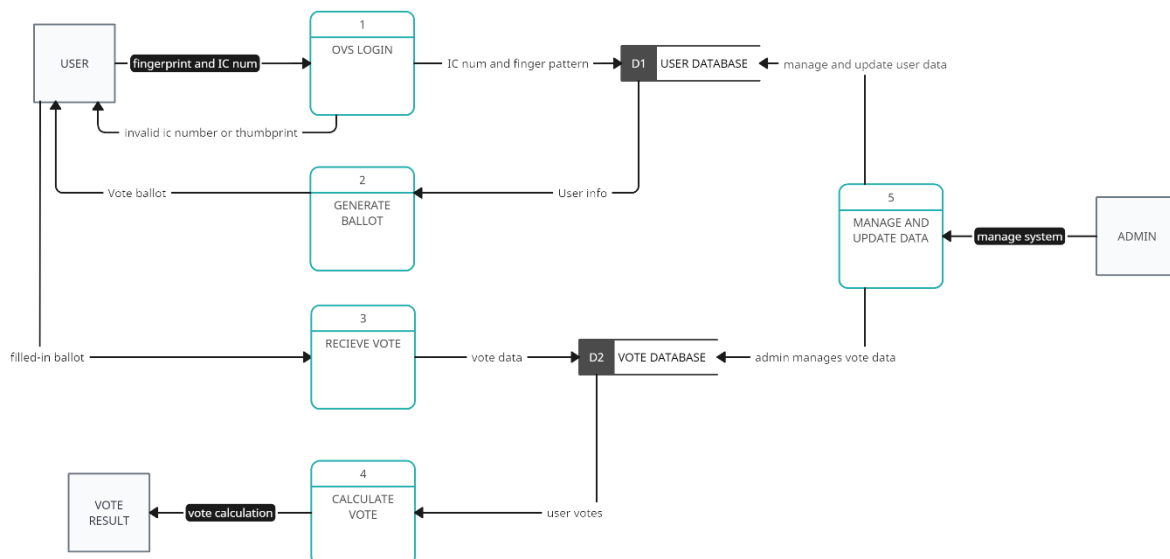 1
USER
fingerprint and IC num
OVS LOGIN
IC num and finger pattern
D1
USER DATABASE
manage and update user data
invalid ic number or thumbprint
2
Vote ballot
GENERATE
BALLOT
User info
5
MANAGE AND
UPDATE DATA
manage system
ADMIN
3
filled-in ballot
RECIEVE VOTE
vote data
D2
VOTE DATABASE
admin manages vote data
4
VOTE
RESULT
vote calculation
CALCULATE
VOTE
user votes